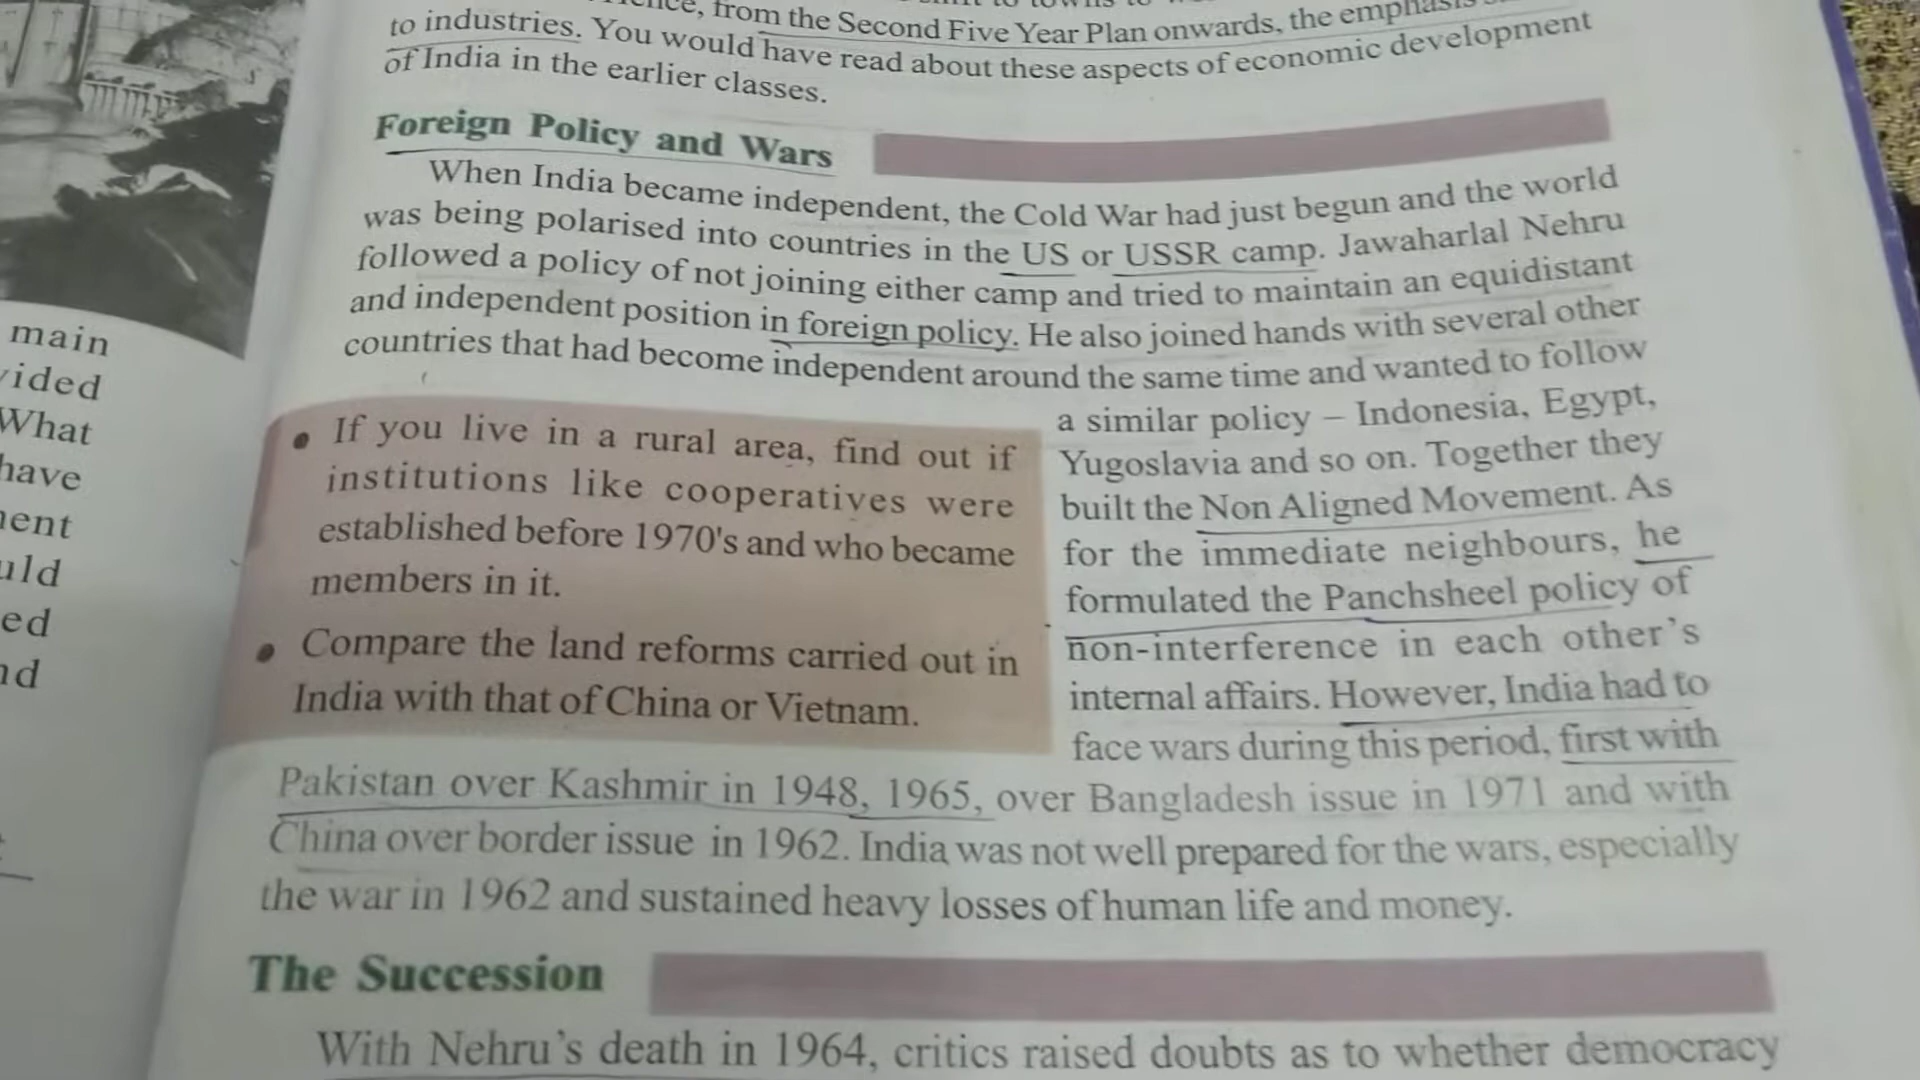 from the Second Five Year Plan onwards, the emphasis
to industries. You would have read about these aspects of economic development
of India in the earlier classes.
Foreign Policy and Wars
When India became independent, the Cold War had just begun and the world
was being polarised into countries in the US or USSR camp. Jawaharlal Nehru
followed a policy of not joining either camp and tried to maintain an equidistant
and independent position in foreign policy. He also joined hands with several other
countries that had become independent around the same time and wanted to follow
a similar policy – Indonesia, Egypt,
Yugoslavia and so on. Together they
built the Non Aligned Movement. As
for the immediate neighbours, he
formulated the Panchsheel policy of
non-interference in each other's
internal affairs. However, India had to
face wars during this period, first with
Pakistan over Kashmir in 1948, 1965, over Bangladesh issue in 1971 and with
China over border issue in 1962. India was not well prepared for the wars, especially
the war in 1962 and sustained heavy losses of human life and money.
• If you live in a rural area, find out if
institutions like cooperatives were
established before 1970's and who became
members in it.
• Compare the land reforms carried out in
India with that of China or Vietnam.
The Succession
With Nehru's death in 1964, critics raised doubts as to whether democracy
main
What
have